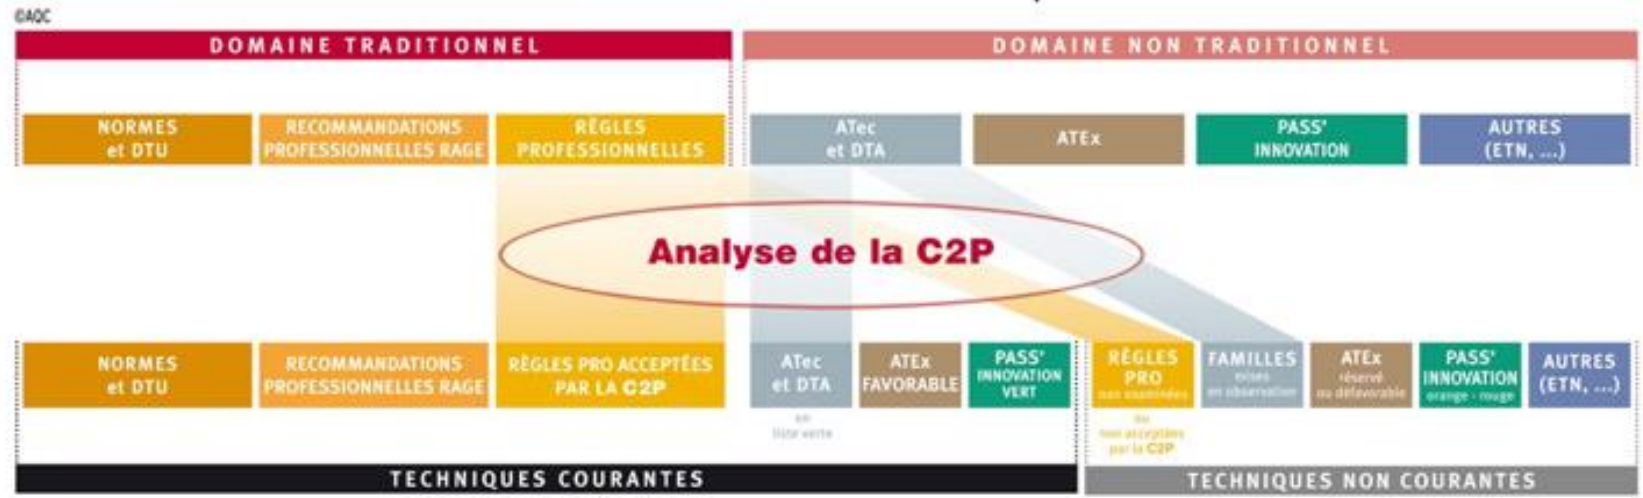 ©AQC
DOMAINE TRADITIONNEL
DOMAINE NON TRADITIONNEL
NORMES
et DTU
RECOMMANDATIONS
PROFESSIONNELLES RAGE
RÈGLES
PROFESSIONNELLES
ATec
et DTA
ATEx
PASS'
INNOVATION
AUTRES
(ETN, ...)
Analyse de la C2P
NORMES
et DTU
RECOMMANDATIONS
PROFESSIONNELLES RAGE
RÈGLES PRO ACCEPTÉES
PAR LA C2P
ATec
et DTA
en
liste verte
ATEx
FAVORABLE
PASS'
INNOVATION
VERT
RÈGLES
PRO
non examinées
ou
non acceptées
par la C2P
FAMILLES
mises
en observation
ATEx
réservé
ou défavorable
PASS'
INNOVATION
orange - rouge
AUTRES
(ETN, ...)
TECHNIQUES COURANTES
TECHNIQUES NON COURANTES